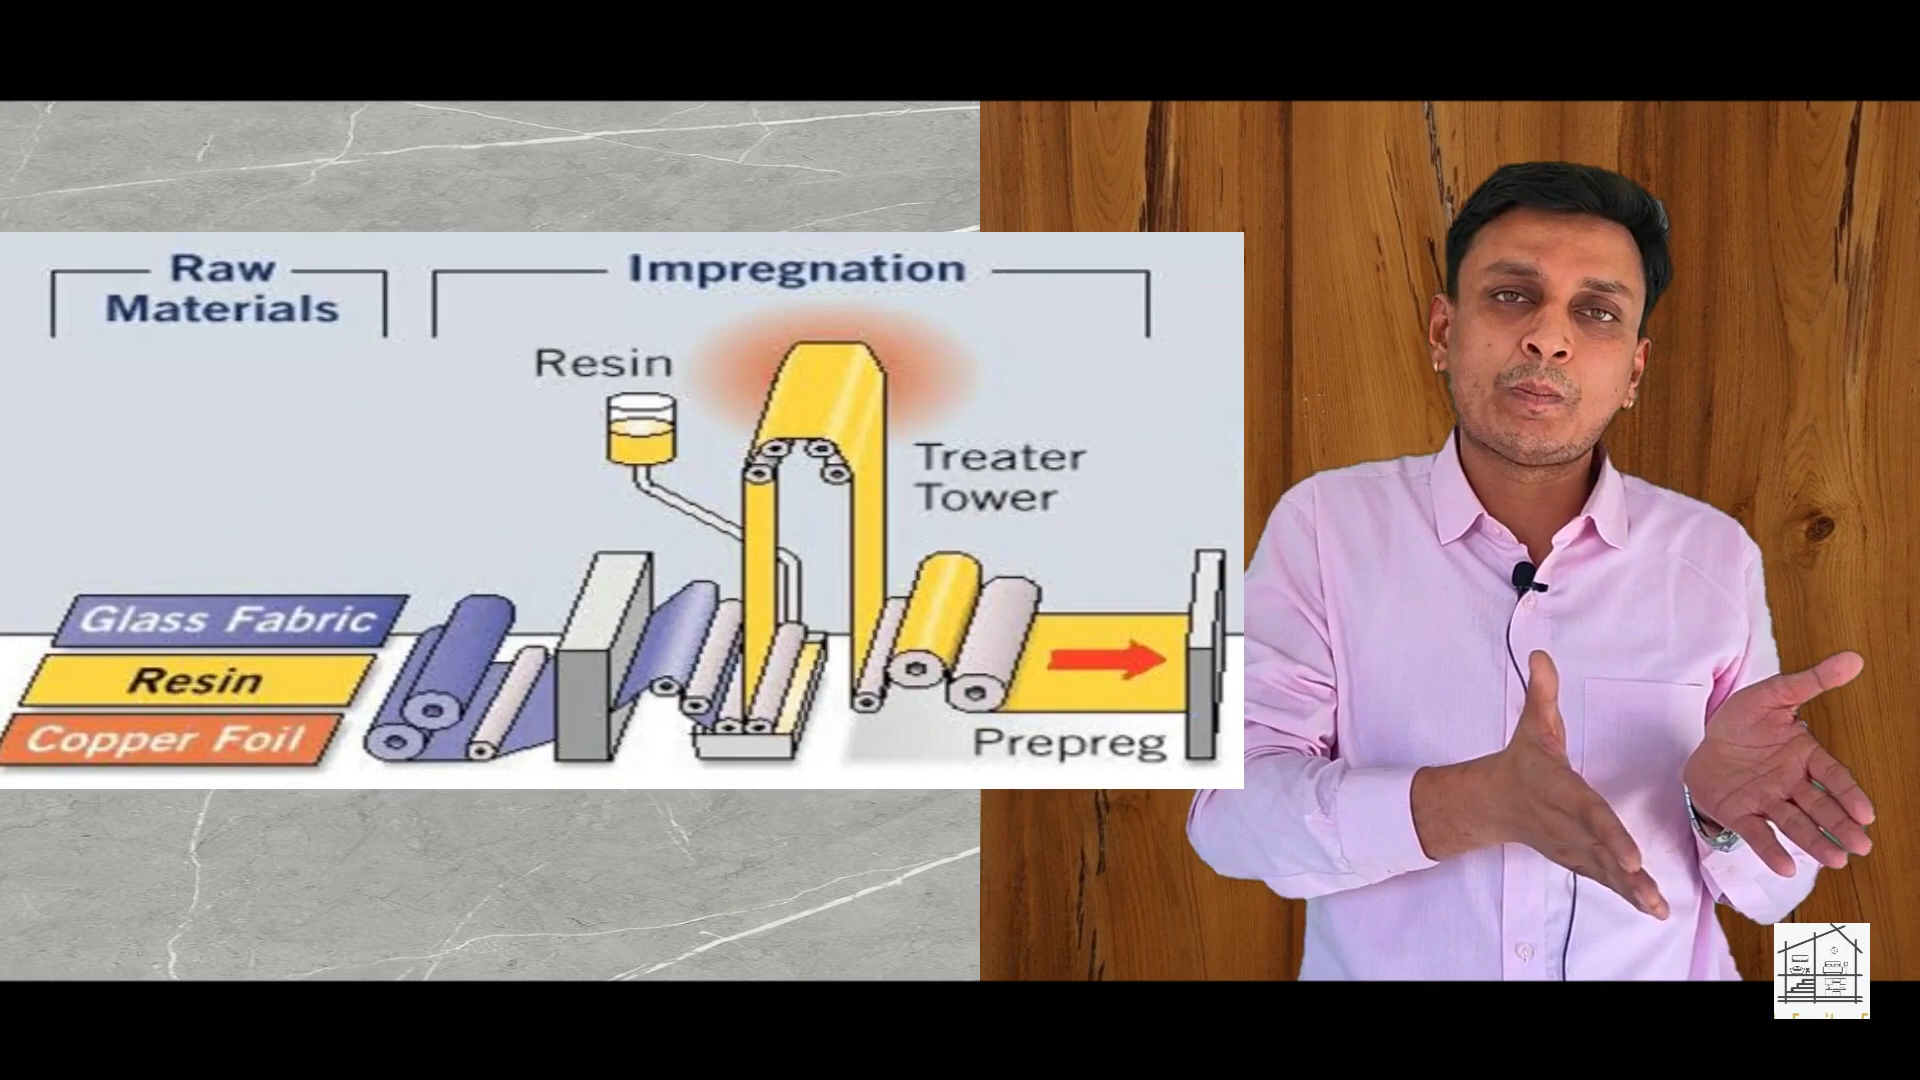 Raw
Materials
Impregnation
Resin
Treater
Tower
Glass Fabric
Resin
Copper Foil
Prepreg